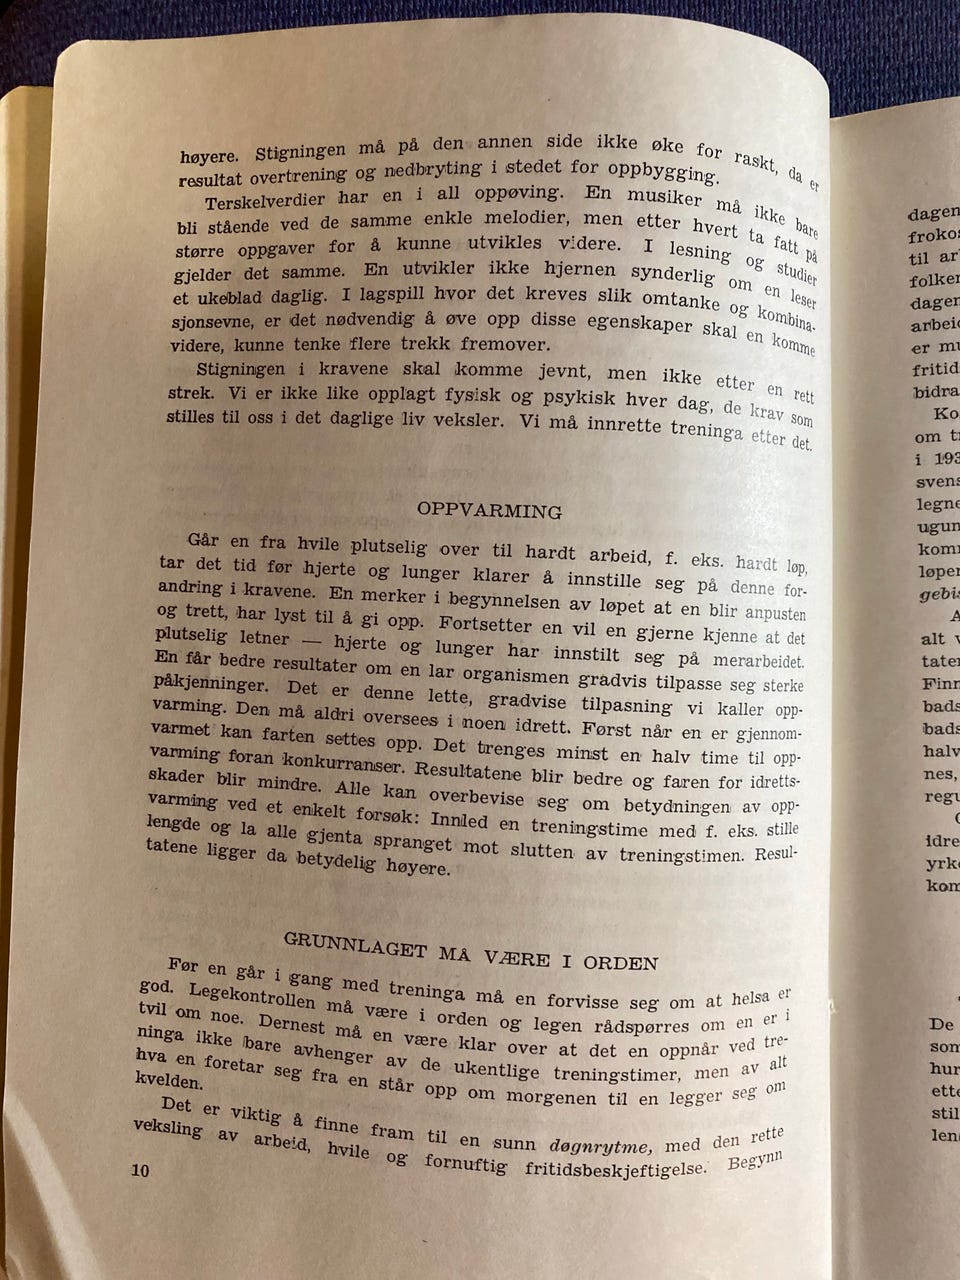 høyere. Stigningen må på den annen side ikke øke for raskt, da er
resultat overtrening og nedbryting i stedet for oppbygging.
Terskelverdier har en i all oppøving. En musiker må ikke bare
bli stående ved de samme enkle melodier, men etter hvert ta fatt på
større oppgaver for å kunne utvikles videre. I lesning og studier
gjelder det samme. En utvikler ikke hjernen synderlig om en leser
et ukeblad daglig. I lagspill hvor det kreves slik omtanke og kombina-
sjonsevne, er det nødvendig å øve opp disse egenskaper skal en komme
videre, kunne tenke flere trekk fremover.
Stigningen i kravene skal komme jevnt, men ikke etter en rett
strek. Vi er ikke like opplagt fysisk og psykisk hver dag, de krav som
stilles til oss i det daglige liv veksler. Vi må innrette treninga etter det.
OPPVARMING
Går en fra hvile plutselig over til hardt arbeid, f. eks. hardt løp,
tar det tid før hjerte og lunger klarer å innstille seg på denne for-
andring i kravene. En merker i begynnelsen av løpet at en blir anpusten
og trett, har lyst til å gi opp. Fortsetter en vil en gjerne kjenne at det
plutselig letner — hjerte og lunger har innstilt seg på merarbeidet.
En får bedre resultater om en lar organismen gradvis tilpasse seg sterke
påkjenninger. Det er denne lette, gradvise tilpasning vi kaller opp-
varming. Den må aldri oversees i noen idrett. Først når en er gjennom-
varmet kan farten settes opp. Det trenges minst en halv time til opp-
varming foran konkurranser. Resultatene blir bedre og faren for idretts-
skader blir mindre. Alle kan overbevise seg om betydningen av opp-
varming ved et enkelt forsøk: Innled en treningstime med f. eks. stille
lengde og la alle gjenta spranget mot slutten av treningstimen. Resul-
tatene ligger da betydelig høyere.
GRUNNLAGET MÅ VÆRE I ORDEN
Før en går i gang med treninga må en forvisse seg om at helsa er
god. Legekontrollen må være i orden og legen rådspørres om en er i
tvil om noe. Dernest må en være klar over at det en oppnår ved tre-
ninga ikke bare avhenger av de ukentlige treningstimer, men av alt
hva en foretar seg fra en står opp om morgenen til en legger seg om
kvelden.
Det er viktig å finne fram til en sunn døgnrytme, med den rette
veksling av arbeid, hvile og fornuftig fritidsbeskjeftigelse. Begynn
10
dagen
til ar
om
i 193
alt
De